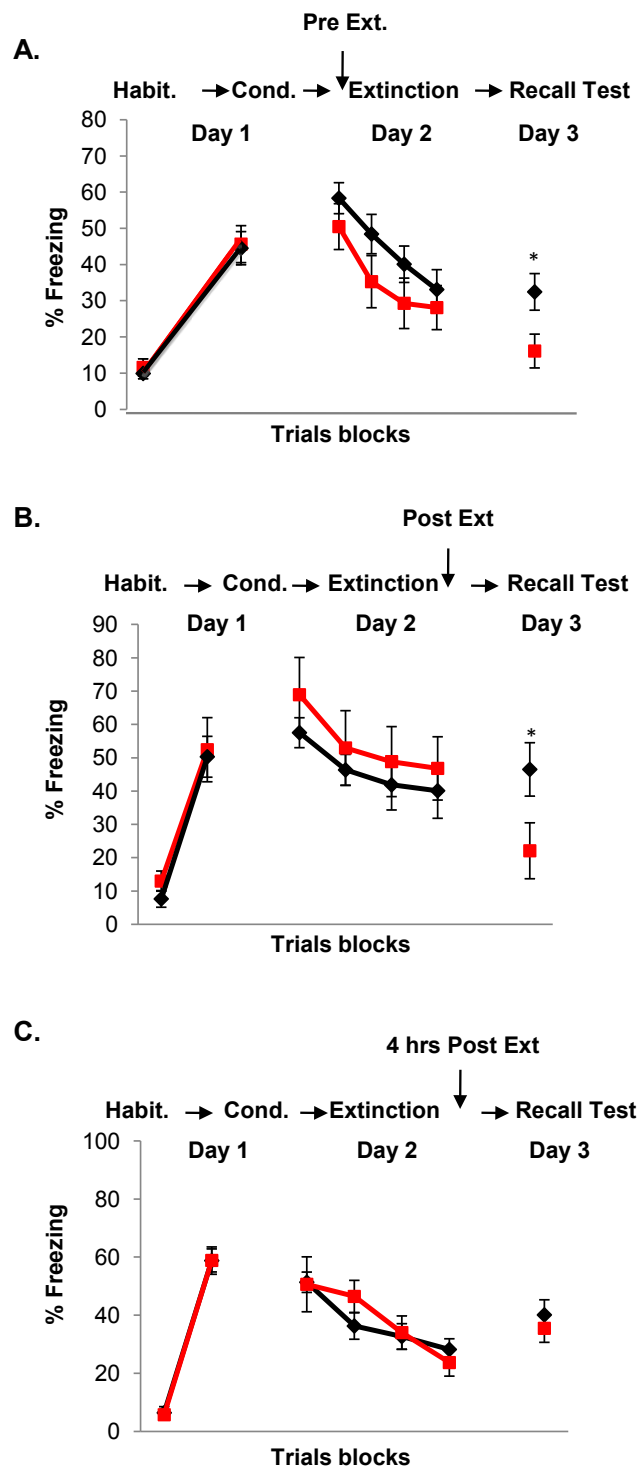 Pre Ext.
A.
Habit. → Cond. → Extinction → Recall Test
Day 1 Day 2 Day 3
80
70
60
50
40
30
20
10
0
% Freezing
*
Trials blocks
B.
Post Ext
Habit. → Cond. → Extinction → Recall Test
Day 1 Day 2 Day 3
90
80
70
60
50
40
30
20
10
0
% Freezing
*
Trials blocks
C.
4 hrs Post Ext
Habit. → Cond. → Extinction → Recall Test
Day 1 Day 2 Day 3
100
80
60
40
20
0
% Freezing
Trials blocks